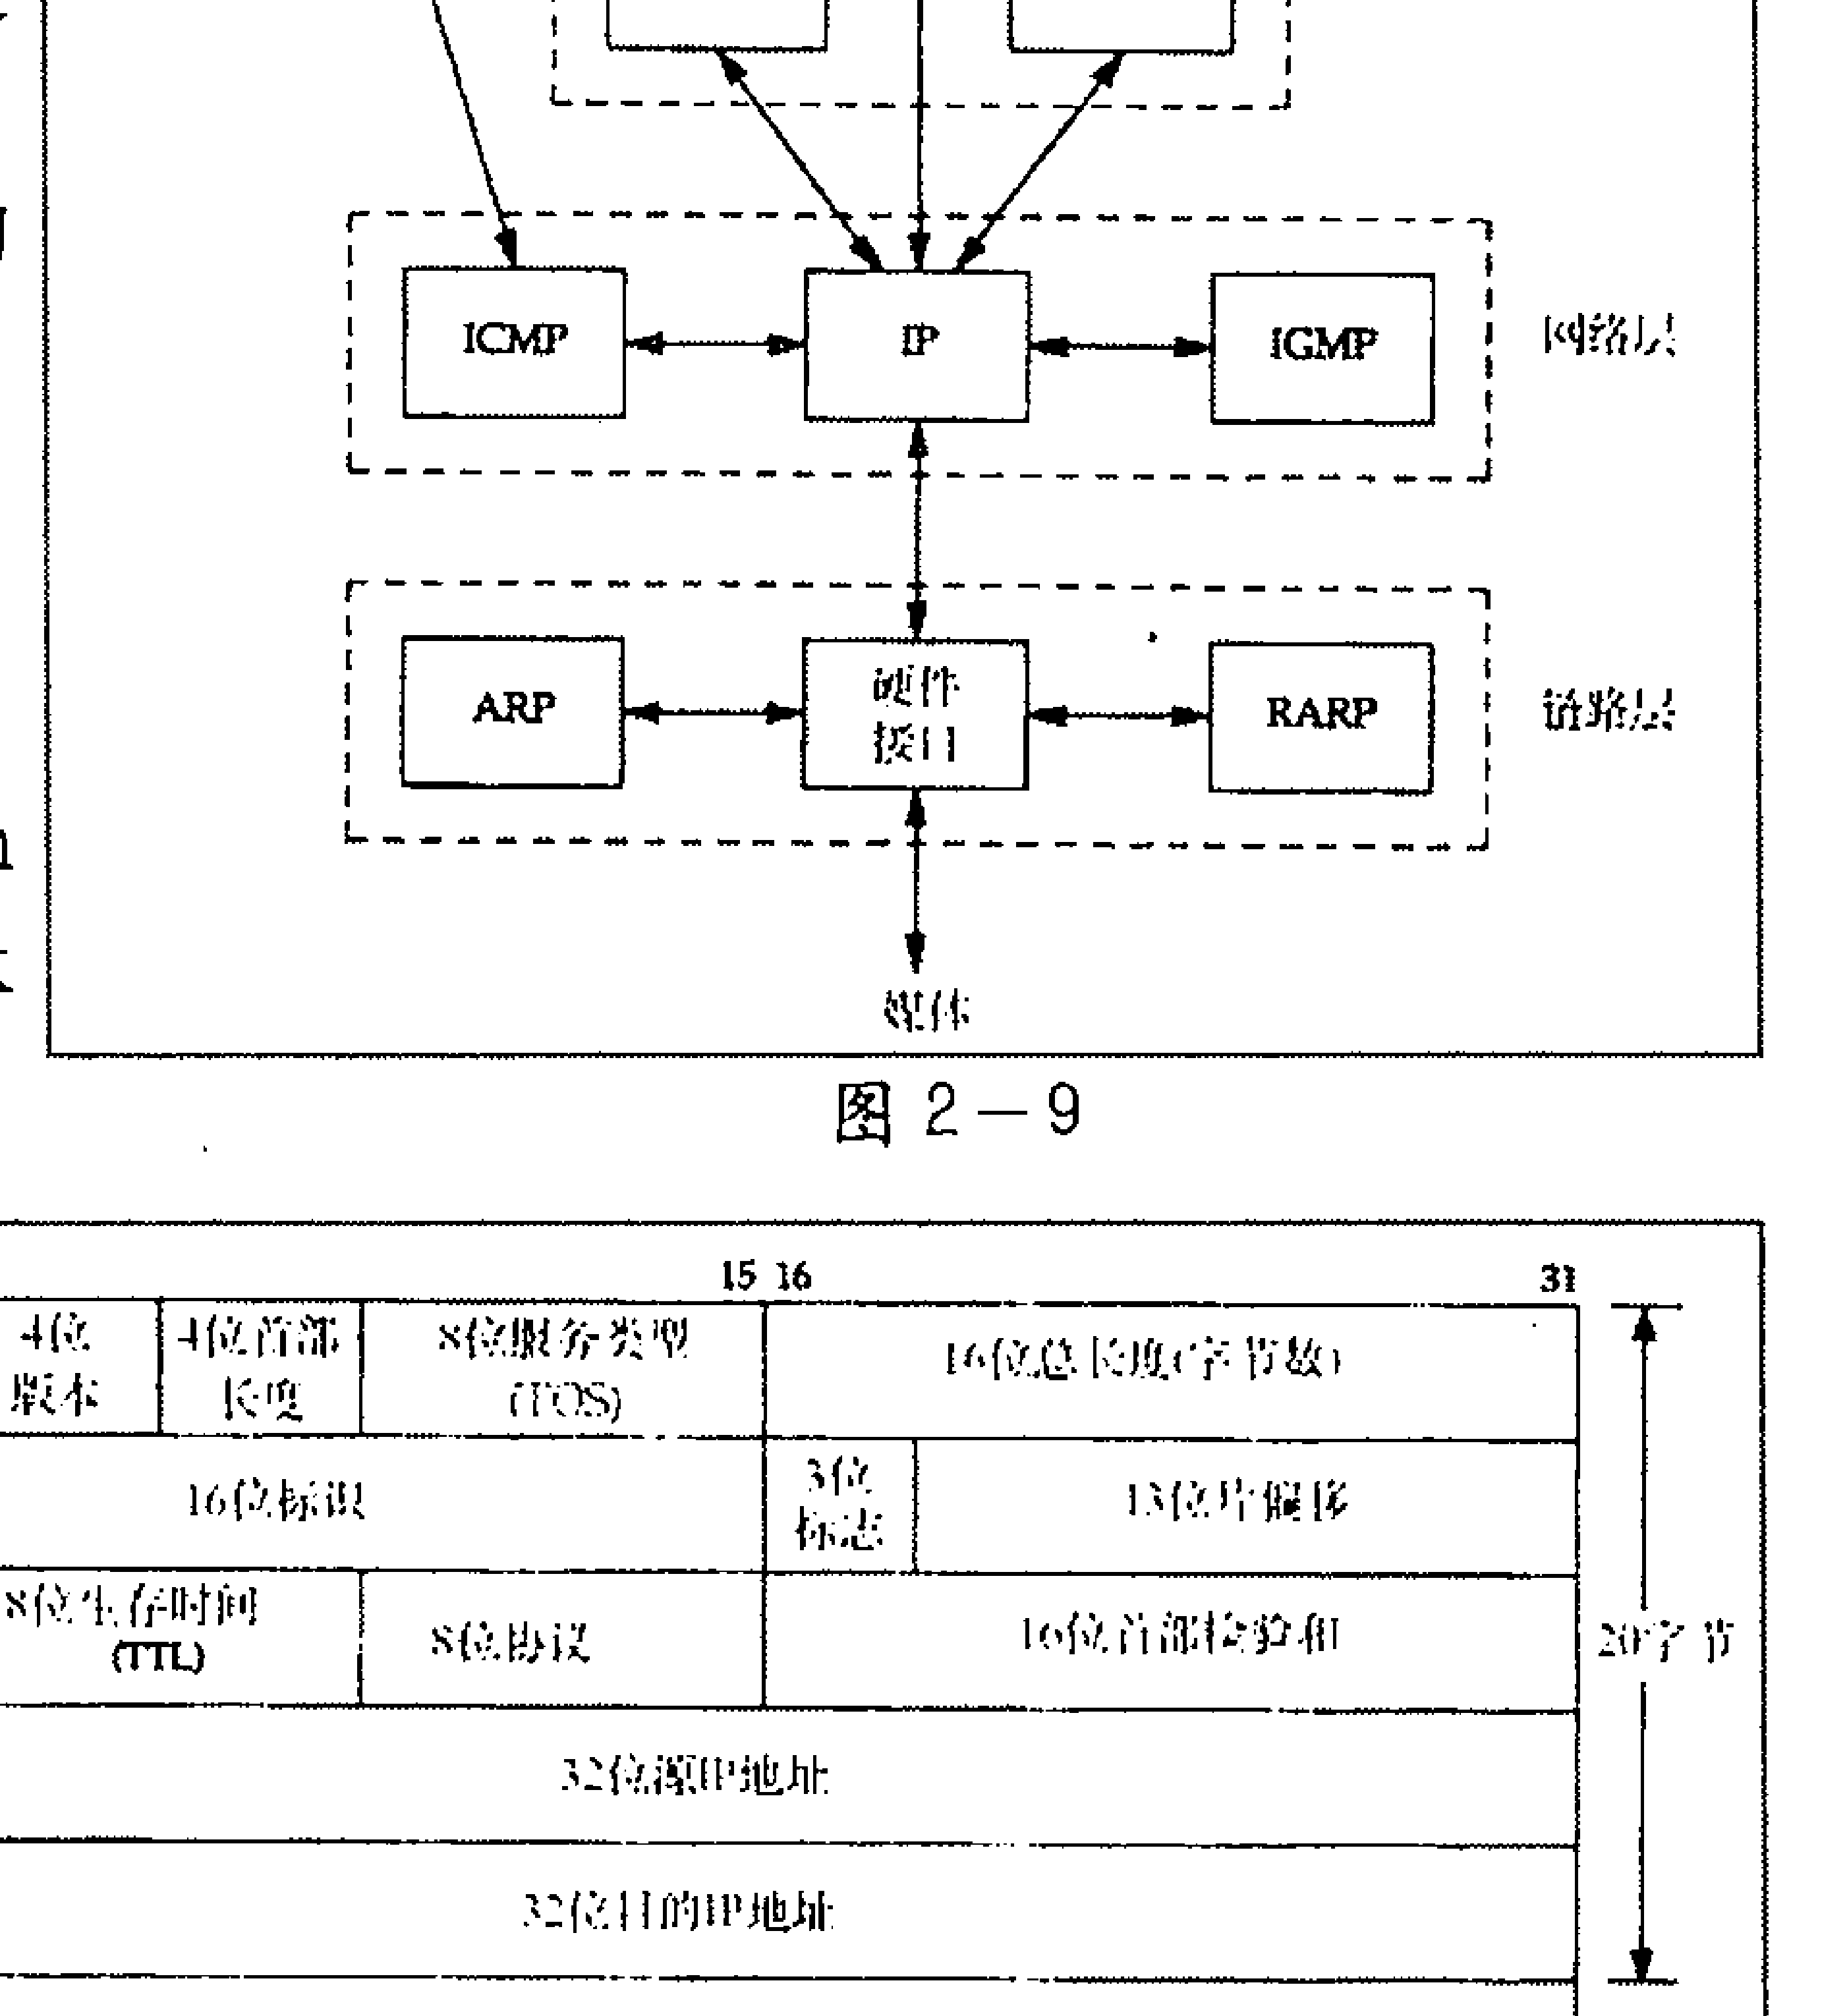 ICMP
IP
IGMP
网络层
ARP
硬件
接口
RARP
链路层
媒体
图 2-9
15 16
31
4位
版本
4位首部
长度
8位服务类型
(TOS)
16位总长度(字节数)
16位标识
3位
标志
13位片偏移
8位生存时间
(TTL)
8位协议
16位首部检验和
20字节
32位源IP地址
32位目的IP地址